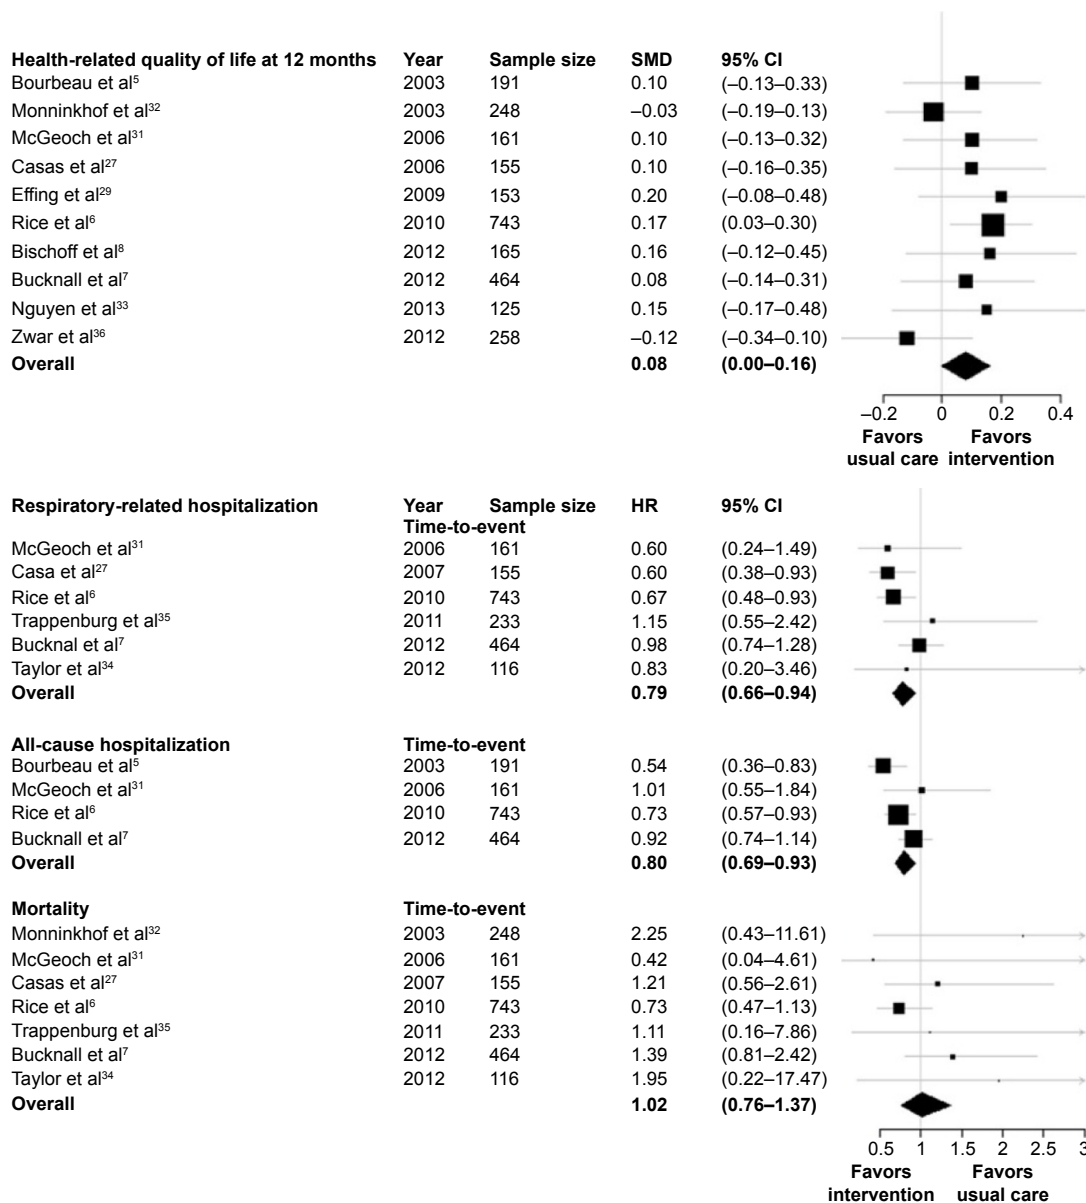 Health-related quality of life at 12 months Year Sample size SMD 95% CI
Bourbeau et al⁵ 2003 191 0.10 (–0.13–0.33)
Monninkhof et al³² 2003 248 –0.03 (–0.19–0.13)
McGeoch et al³¹ 2006 161 0.10 (–0.13–0.32)
Casas et al²⁷ 2006 155 0.10 (–0.16–0.35)
Effing et al²⁹ 2009 153 0.20 (–0.08–0.48)
Rice et al⁶ 2010 743 0.17 (0.03–0.30)
Bischoff et al⁸ 2012 165 0.16 (–0.12–0.45)
Bucknall et al⁷ 2012 464 0.08 (–0.14–0.31)
Nguyen et al³³ 2013 125 0.15 (–0.17–0.48)
Zwar et al³⁶ 2012 258 –0.12 (–0.34–0.10)
Overall 0.08 (0.00–0.16)
–0.2 0 0.2 0.4
Favors Favors
usual care intervention
Respiratory-related hospitalization Year Sample size HR 95% CI
Time-to-event
McGeoch et al³¹ 2006 161 0.60 (0.24–1.49)
Casa et al²⁷ 2007 155 0.60 (0.38–0.93)
Rice et al⁶ 2010 743 0.67 (0.48–0.93)
Trappenburg et al³⁵ 2011 233 1.15 (0.55–2.42)
Bucknal et al⁷ 2012 464 0.98 (0.74–1.28)
Taylor et al³⁴ 2012 116 0.83 (0.20–3.46)
Overall 0.79 (0.66–0.94)
All-cause hospitalization Time-to-event
Bourbeau et al⁵ 2003 191 0.54 (0.36–0.83)
McGeoch et al³¹ 2006 161 1.01 (0.55–1.84)
Rice et al⁶ 2010 743 0.73 (0.57–0.93)
Bucknall et al⁷ 2012 464 0.92 (0.74–1.14)
Overall 0.80 (0.69–0.93)
Mortality Time-to-event
Monninkhof et al³² 2003 248 2.25 (0.43–11.61)
McGeoch et al³¹ 2006 161 0.42 (0.04–4.61)
Casas et al²⁷ 2007 155 1.21 (0.56–2.61)
Rice et al⁶ 2010 743 0.73 (0.47–1.13)
Trappenburg et al³⁵ 2011 233 1.11 (0.16–7.86)
Bucknall et al⁷ 2012 464 1.39 (0.81–2.42)
Taylor et al³⁴ 2012 116 1.95 (0.22–17.47)
Overall 1.02 (0.76–1.37)
0.5 1 1.5 2 2.5 3
Favors Favors
intervention usual care